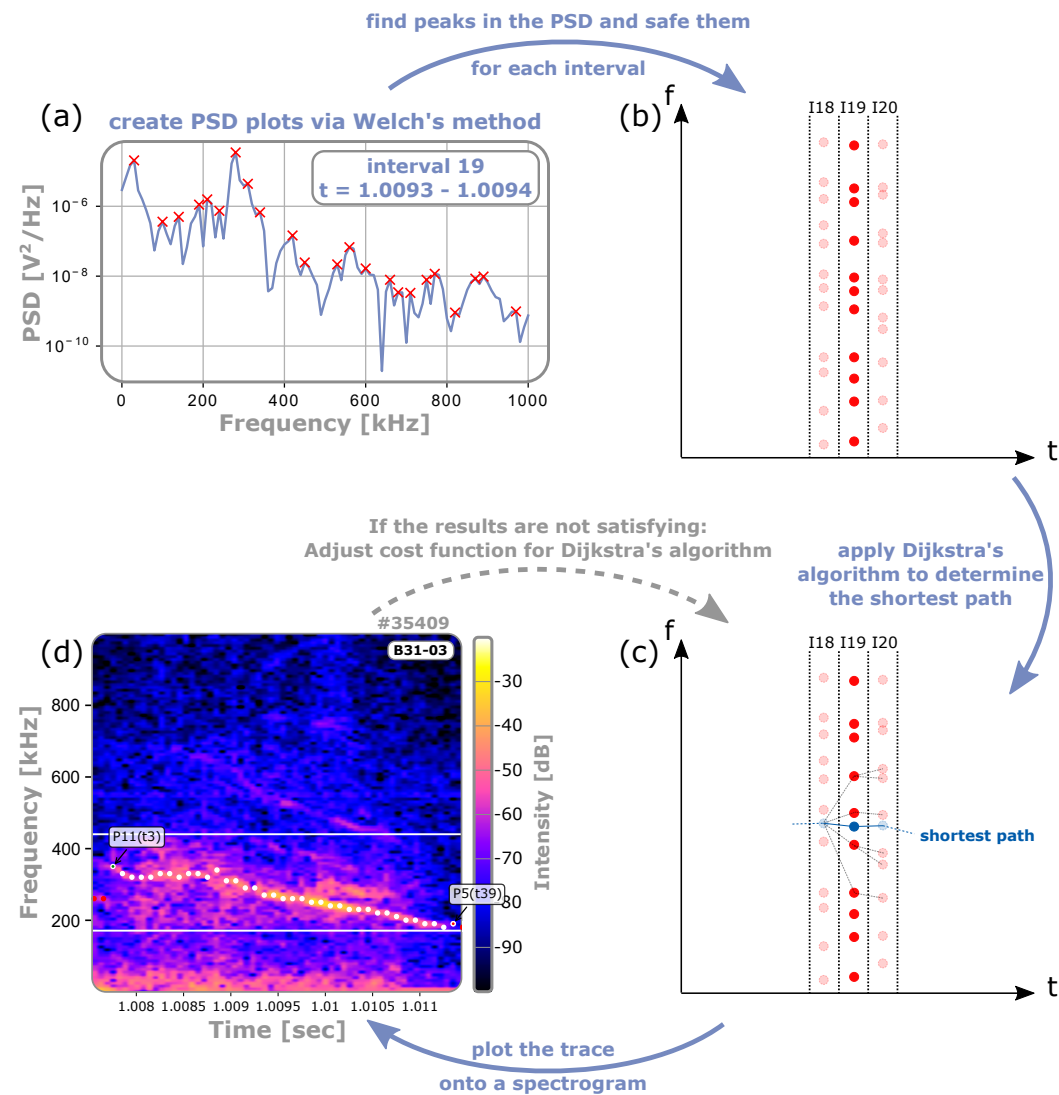 find peaks in the PSD and safe them
for each interval
(a)
create PSD plots via Welch's method
interval 19
t = 1.0093 - 1.0094
PSD [V²/Hz]
10⁻⁶
10⁻⁸
10⁻¹⁰
0 200 400 600 800 1000
Frequency [kHz]
(b)
f
I18 I19 I20
t
If the results are not satisfying:
Adjust cost function for Dijkstra's algorithm
apply Dijkstra's
algorithm to determine
the shortest path
(c)
f
I18 I19 I20
shortest path
t
(d)
#35409
B31-03
Frequency [kHz]
800
600
400
200
P11(t3)
P5(t39)
1.008 1.0085 1.009 1.0095 1.01 1.0105 1.011
Time [sec]
-30
-40
-50
-60
-70
80
-90
Intensity [dB]
plot the trace
onto a spectrogram